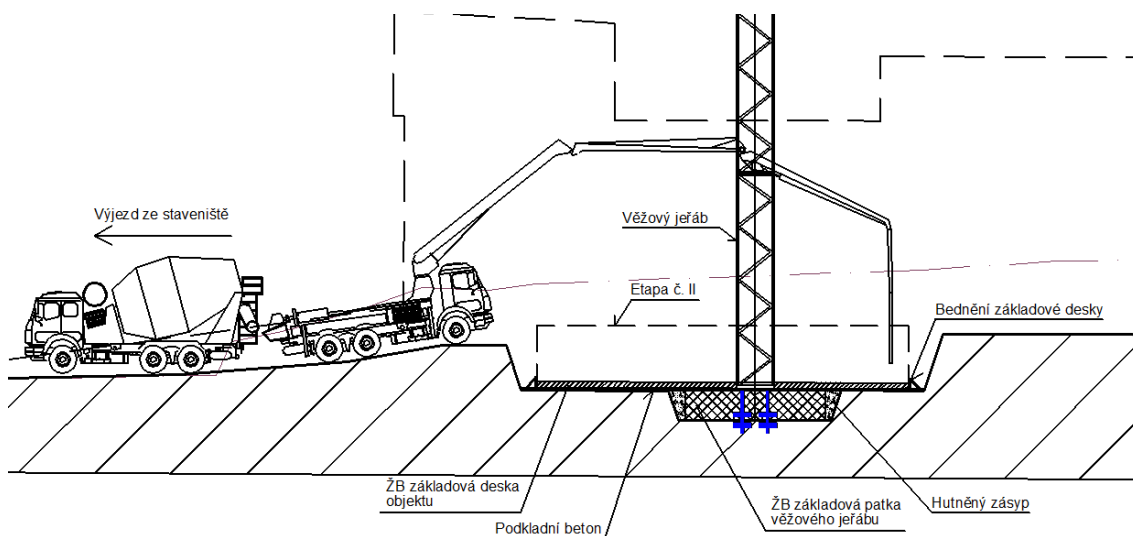 Výjezd ze staveniště
Věžový jeřáb
Etapa č. II
Bednění základové desky
ŽB základová deska
objektu
Podkladní beton
ŽB základová patka
věžového jeřábu
Hutněný zásyp